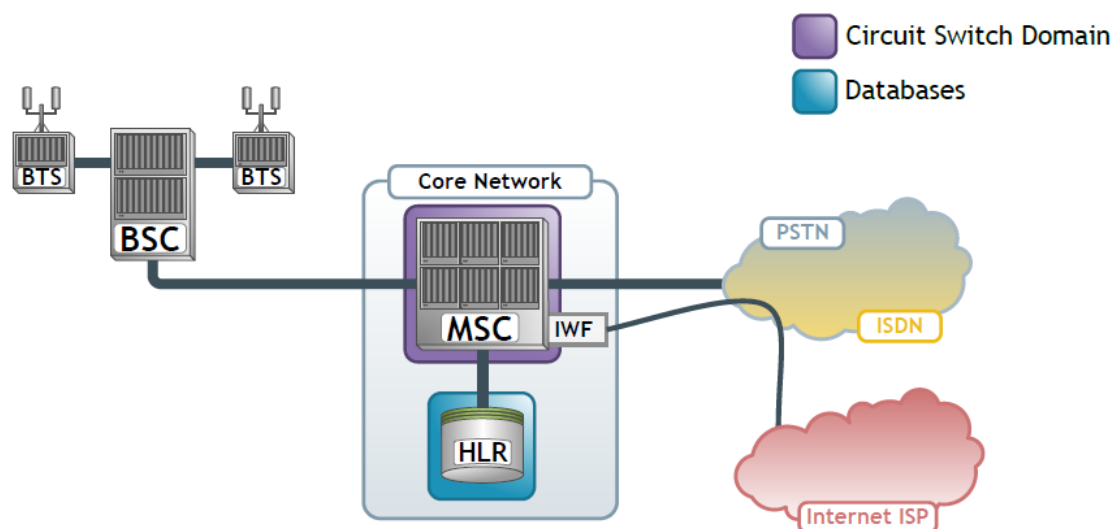 Circuit Switch Domain
Databases
BTS
BTS
BSC
Core Network
MSC
IWF
HLR
PSTN
ISDN
Internet ISP